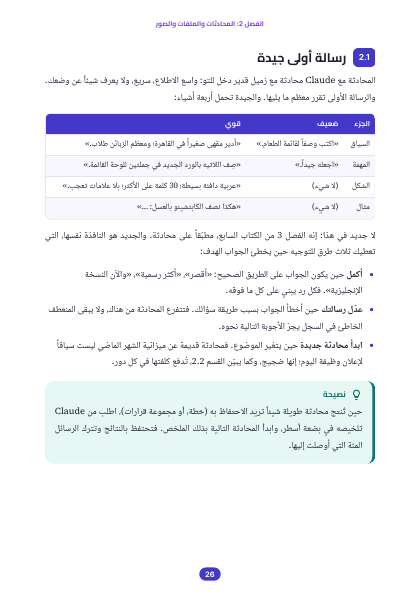 الفصل 2: المحادثات والملفات والصور
2.1 رسالة أولى جيدة
المحادثة مع Claude محادثة مع زميل قدير دخل للتو: واسع الاطلاع، سريع، ولا يعرف شيئاً عن وضعك.
والرسالة الأولى تقرر معظم ما يليها. والجيدة تحمل أربعة أشياء:
الجزء ضعيف قوي
السياق «اكتب وصفاً لقائمة الطعام.» «أدير مقهى صغيراً في القاهرة؛ ومعظم الزبائن طلاب.»
المهمة «اجعله جيداً.» «صِف اللاتيه بالورد الجديد في جملتين للوحة القائمة.»
الشكل (لا شيء) «عربية دافئة بسيطة؛ 30 كلمة على الأكثر؛ بلا علامات تعجب.»
مثال (لا شيء) «هكذا نصف الكابتشينو بالعسل: ...»
لا جديد في هذا: إنه الفصل 3 من الكتاب السابع، مطبّقاً على محادثة. والجديد هو النافذة نفسها، التي
تعطيك ثلاث طرق للتوجيه حين يخطئ الجواب الهدف:
• أكمل حين يكون الجواب على الطريق الصحيح: «أقصر»، «أكثر رسمية»، «والآن النسخة
الإنجليزية». فكل رد يبني على كل ما فوقه.
• عدّل رسالتك حين أخطأ الجواب بسبب طريقة سؤالك. فتتفرع المحادثة من هناك، ولا يبقى المنعطف
الخاطئ في السجل يجرّ الأجوبة التالية نحوه.
• ابدأ محادثة جديدة حين يتغير الموضوع. فمحادثة قديمة عن ميزانية الشهر الماضي ليست سياقاً
لإعلان وظيفة اليوم؛ إنها ضجيج، وكما يبيّن القسم 2.2، تُدفع كلفتها في كل دور.
نصيحة
حين تُنتج محادثة طويلة شيئاً تريد الاحتفاظ به (خطة، أو مجموعة قرارات)، اطلب من Claude
تلخيصه في بضعة أسطر، وابدأ المحادثة التالية بذلك الملخص. فتحتفظ بالنتائج وتترك الرسائل
المئة التي أوصلت إليها.
26